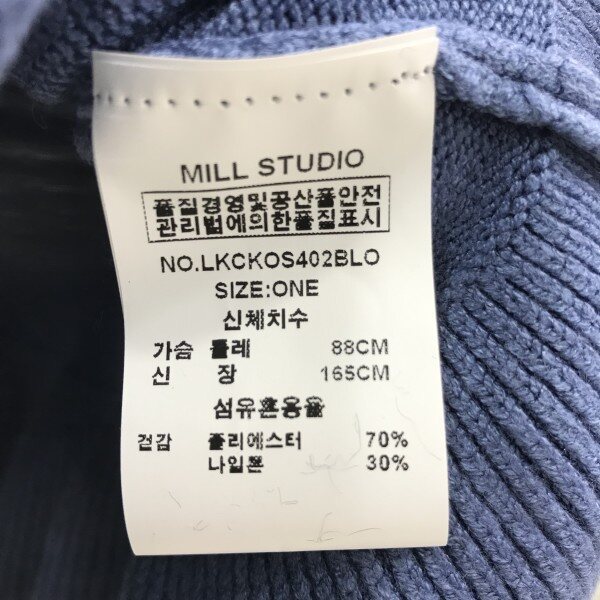 MILL STUDIO
품질경영및공산품안전
관리법에의한품질표시
NO.LKCKOS402BLO
SIZE:ONE
신체치수
가슴 둘레 88CM
신 장 165CM
섬유혼용율
겉감 폴리에스터 70%
나일론 30%